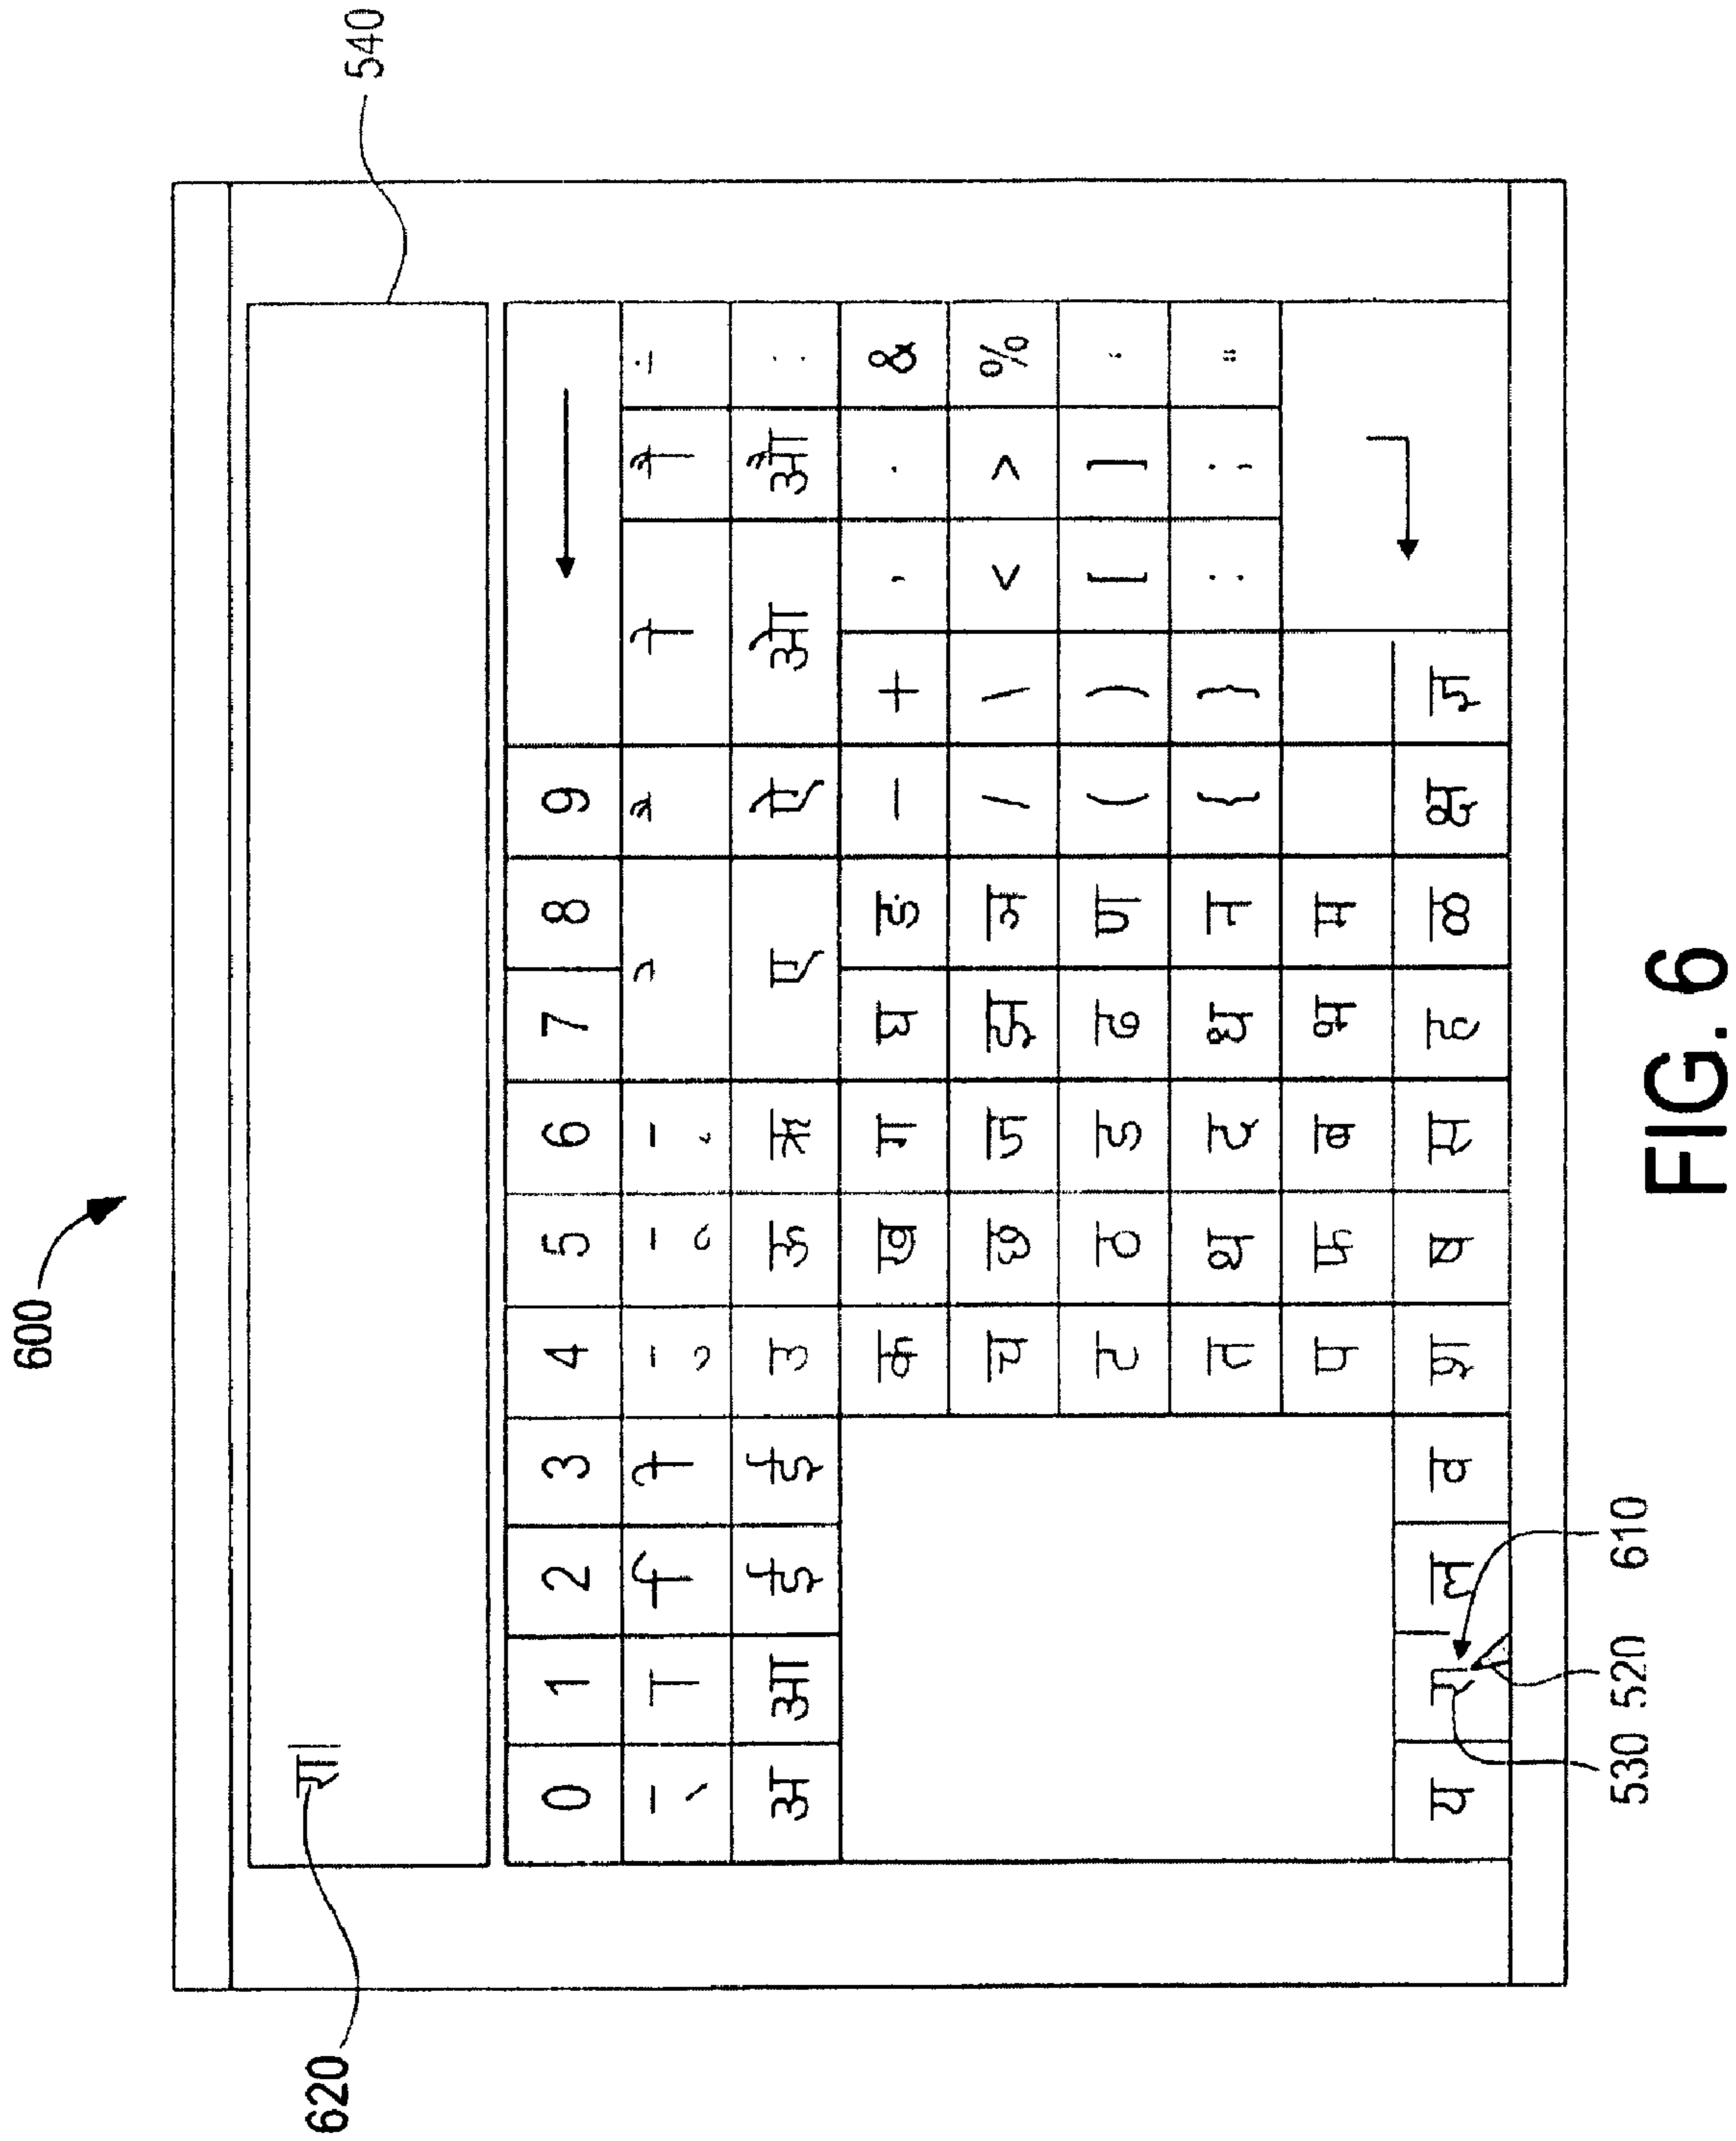 600
620
रा
540
0 1 2 3 4 5 6 7 8 9 ←
् ा ि ी ु ू ृ े ै ो ौ
अ आ ई ई उ ऊ ऋ ए ऐ ओ औ :
क ख ग घ ङ - + , . &
च छ ज झ ञ / \ < > %
ट ठ ड ढ ण ( ) [ ] '
त थ द ध न { } : ; "
प फ ब भ म
य रा ल व श ष स ह ळ क्ष ज्ञ
530 520 610
FIG. 6